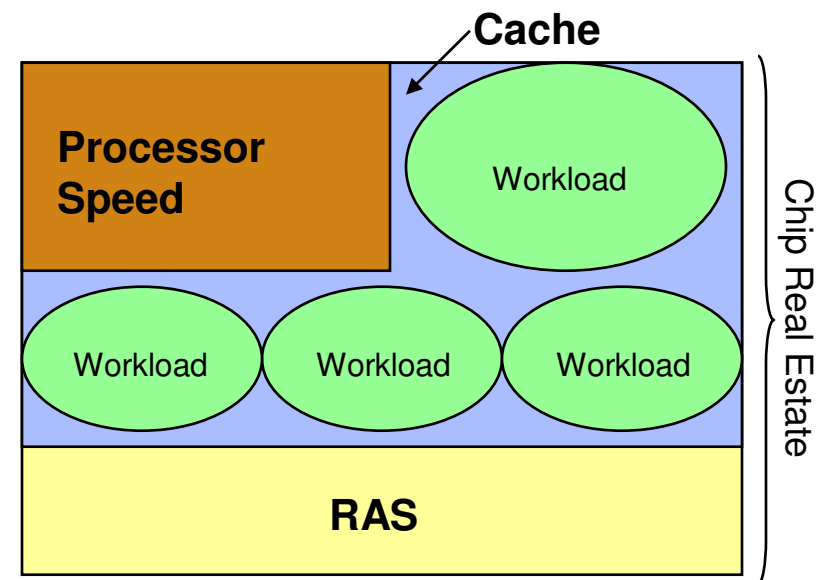 Cache
Processor
Speed
Workload
Workload
Workload
Workload
RAS
Chip Real Estate